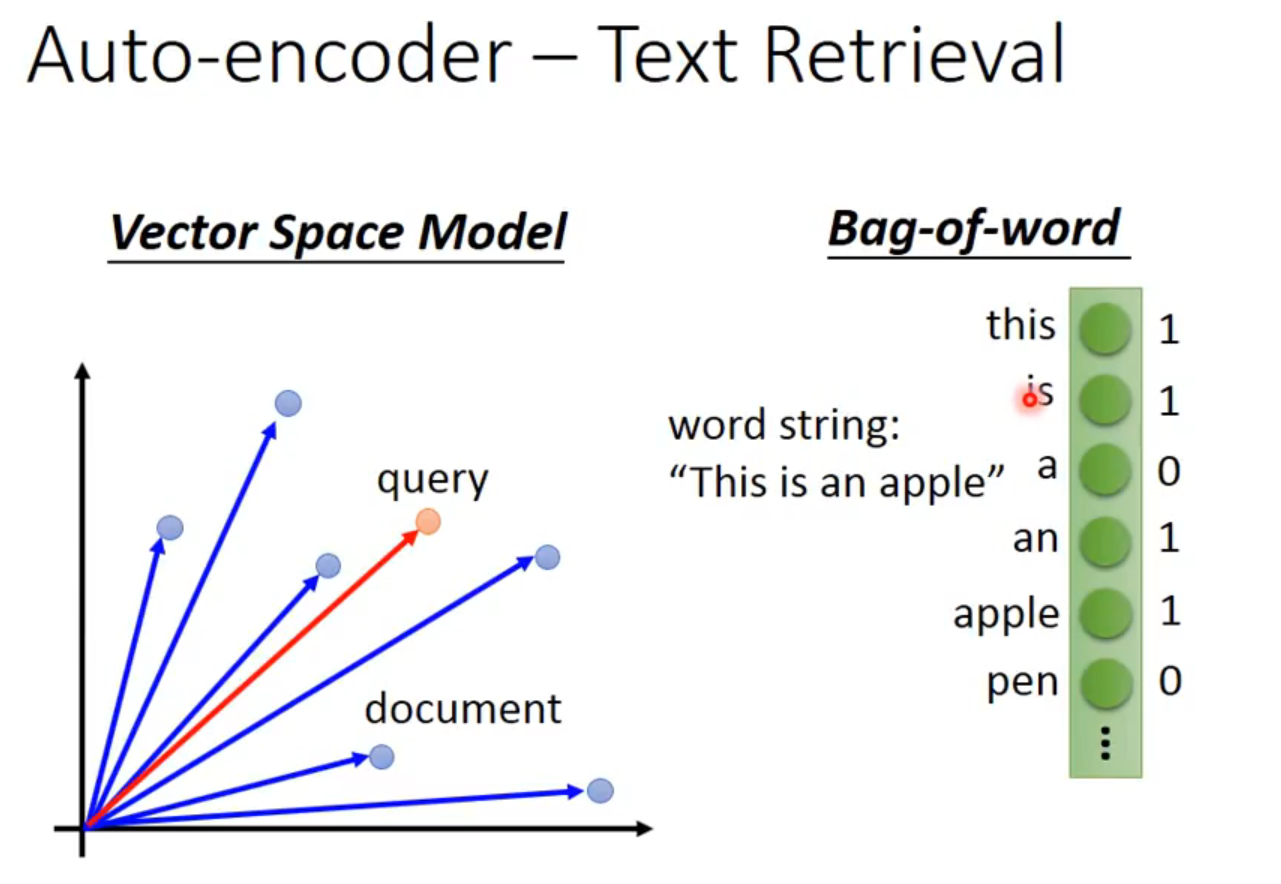 Auto-encoder – Text Retrieval
Vector Space Model
query
document
Bag-of-word
word string:
“This is an apple”
this 1
is 1
a 0
an 1
apple 1
pen 0